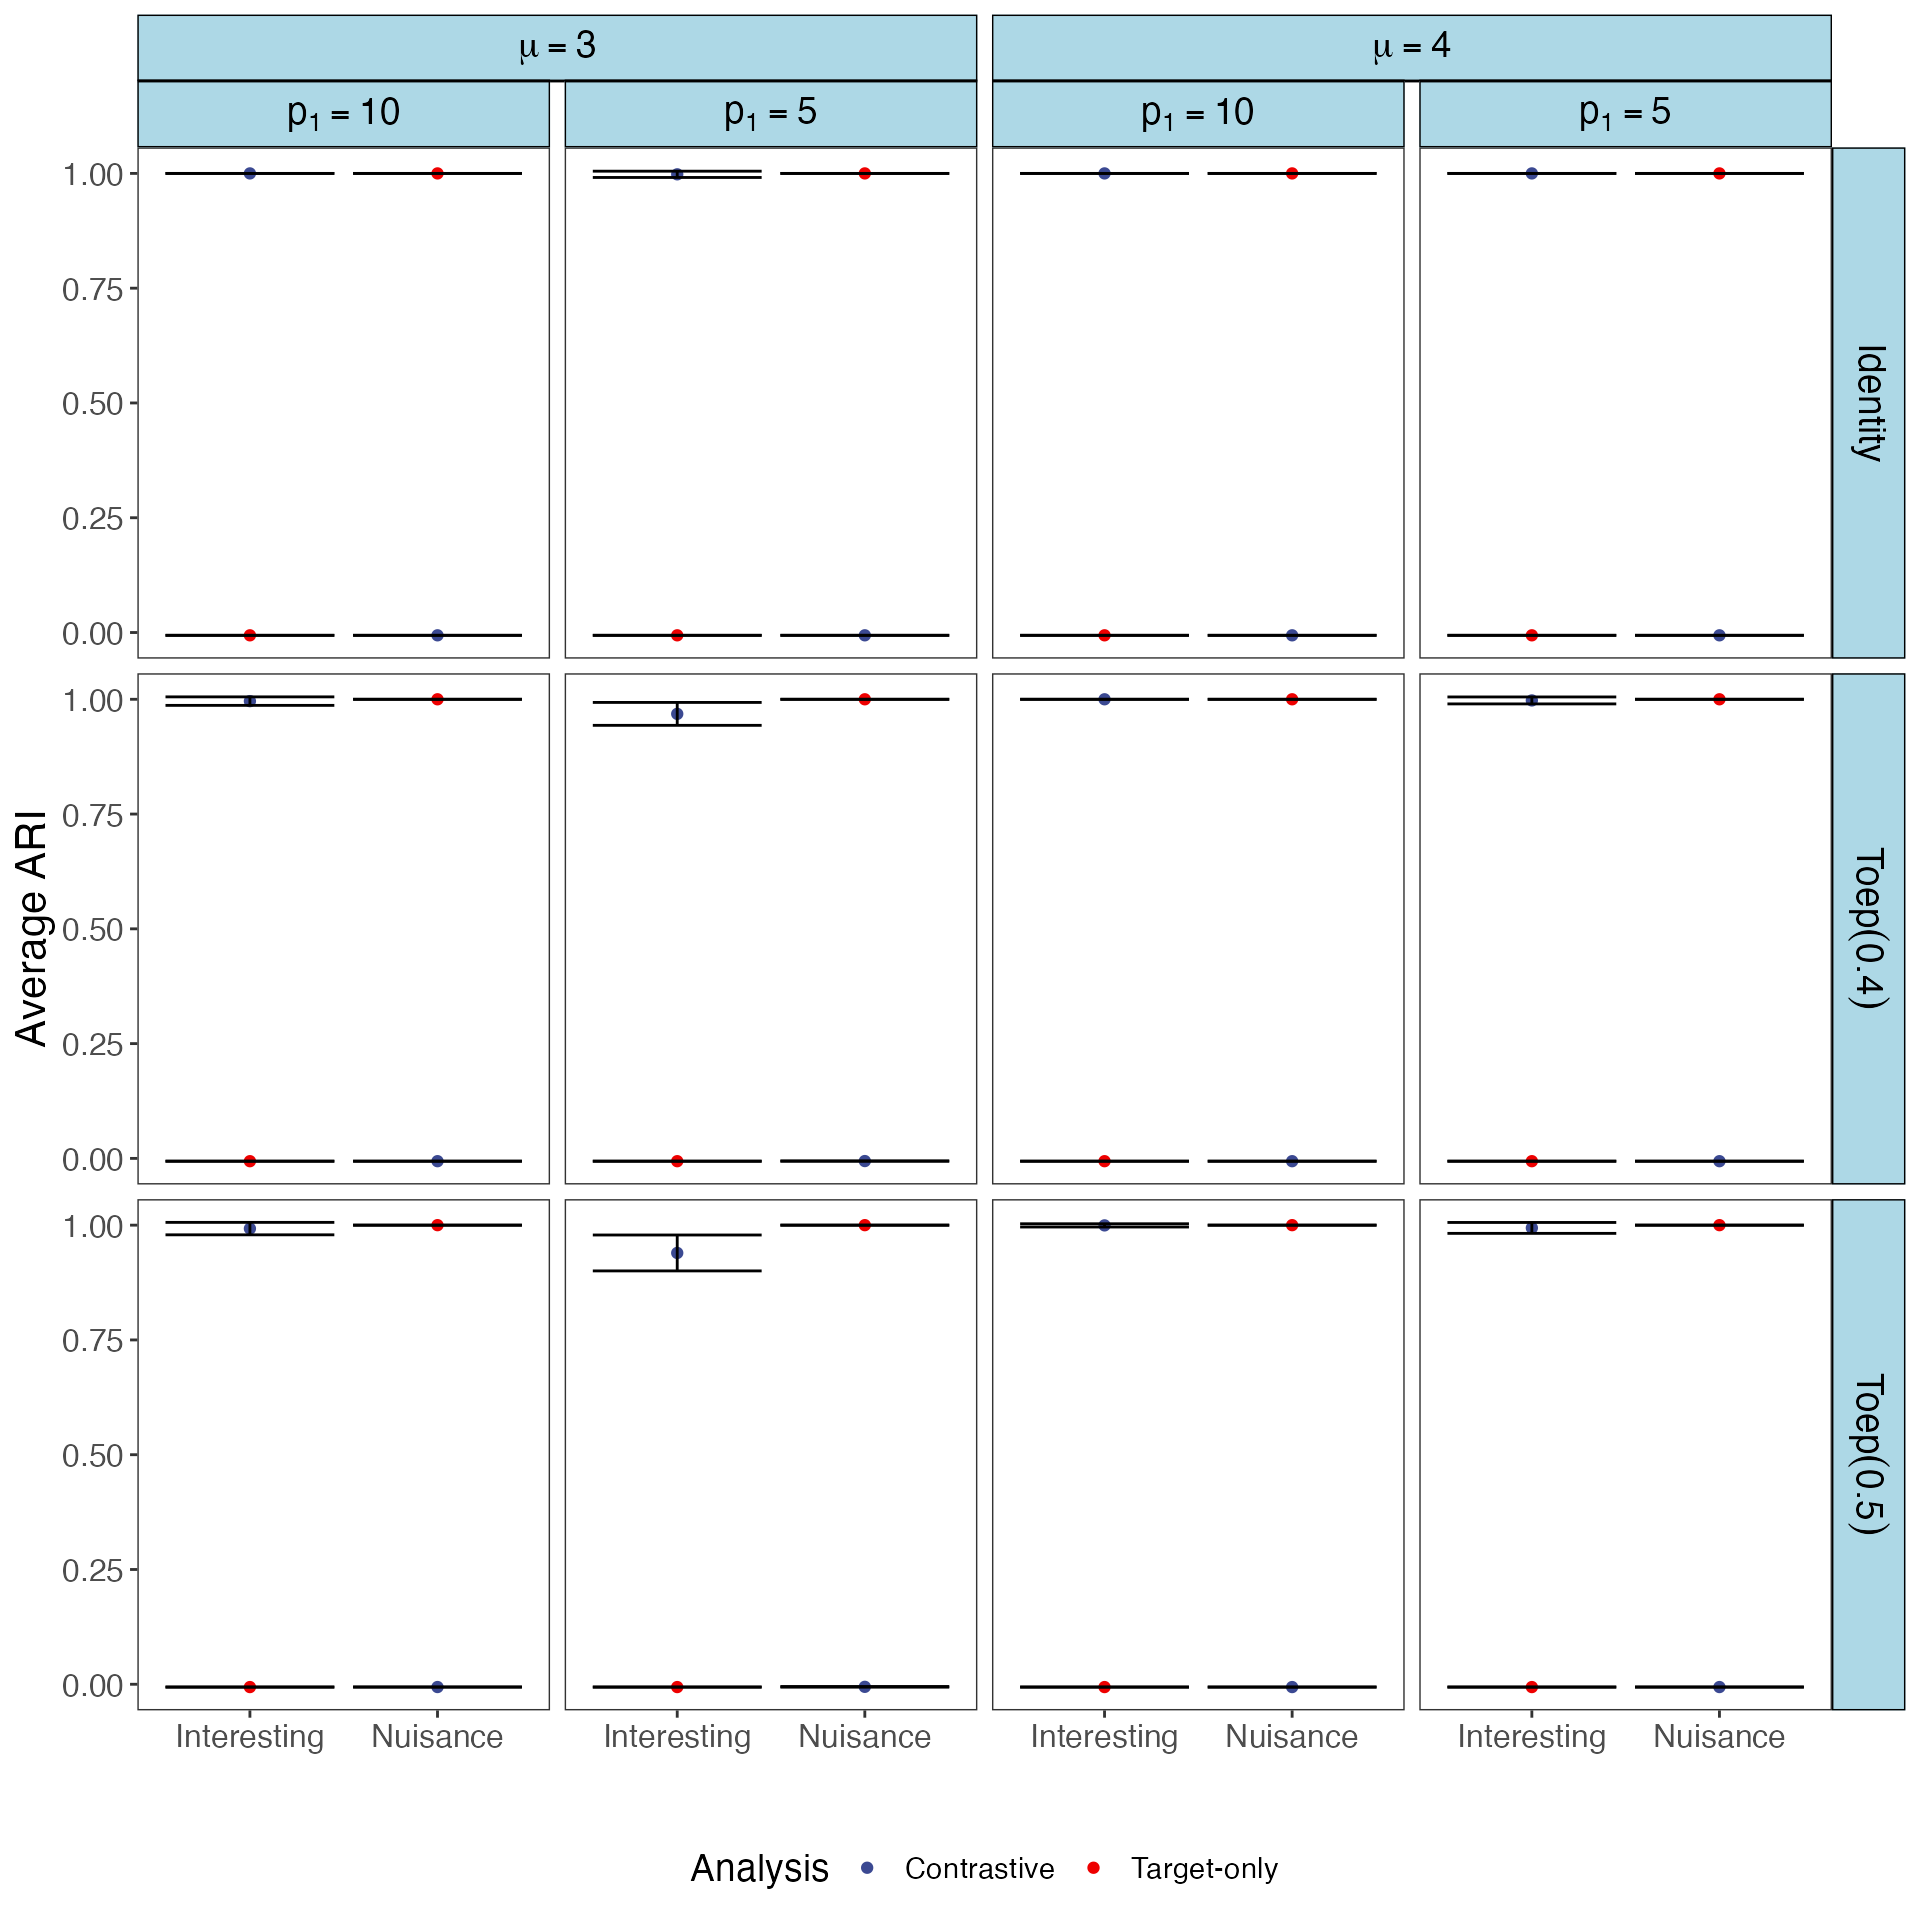 μ = 3
μ = 4
p₁ = 10
p₁ = 5
p₁ = 10
p₁ = 5
1.00
0.75
0.50
0.25
0.00
Identity
1.00
0.75
0.50
0.25
0.00
Toep(0.4)
Average ARI
1.00
0.75
0.50
0.25
0.00
Toep(0.5)
Interesting Nuisance Interesting Nuisance Interesting Nuisance Interesting Nuisance
Analysis Contrastive Target-only